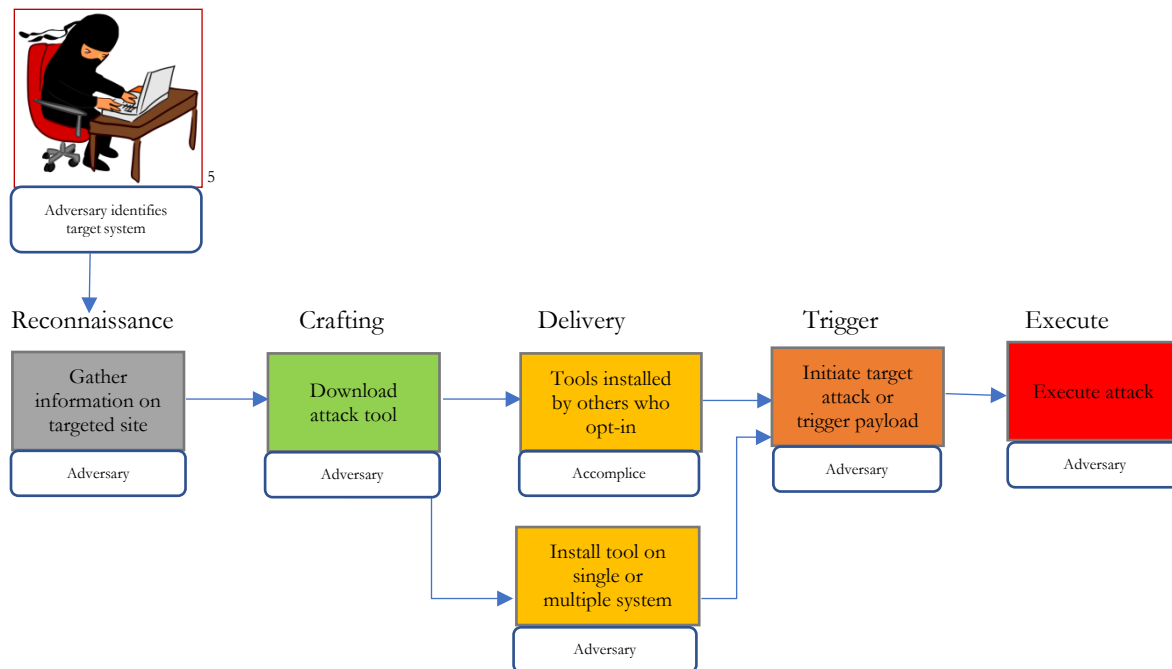 5
Adversary identifies
target system
Reconnaissance
Crafting
Delivery
Trigger
Execute
Gather
information on
targeted site
Adversary
Download
attack tool
Adversary
Tools installed
by others who
opt-in
Accomplice
Initiate target
attack or
trigger payload
Adversary
Execute attack
Adversary
Install tool on
single or
multiple system
Adversary